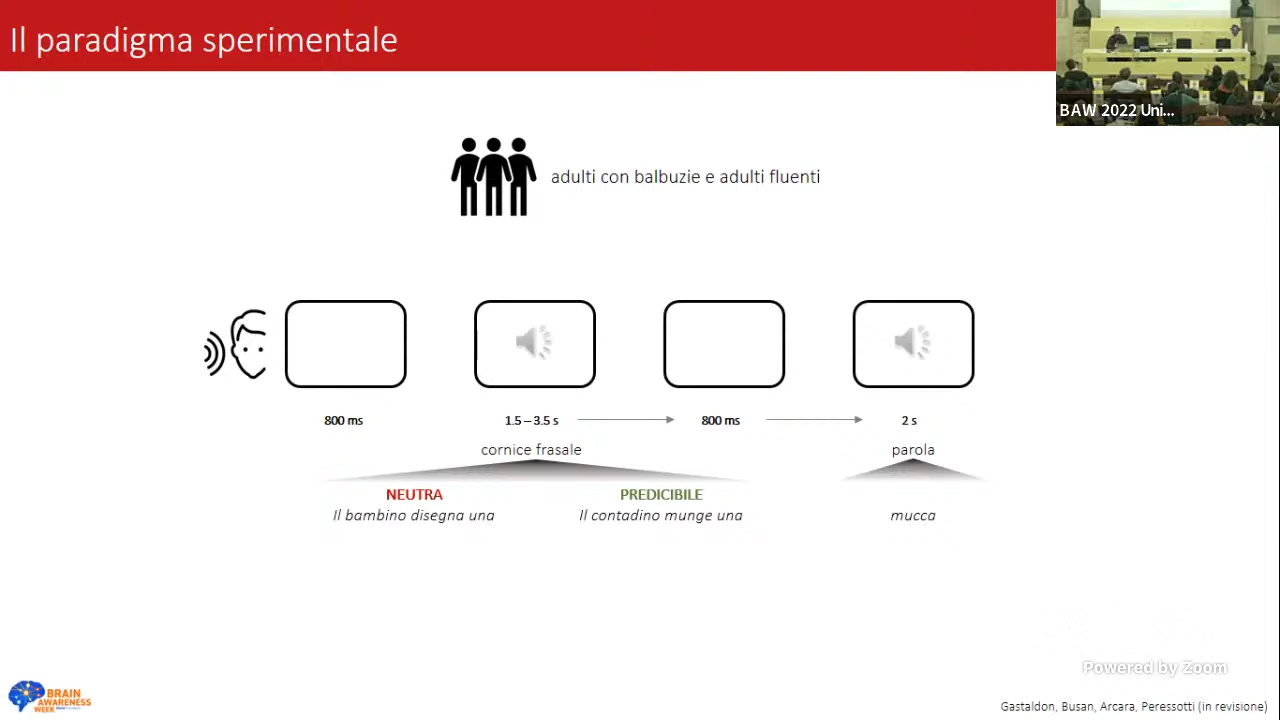 Il paradigma sperimentale
BAW 2022 Uni...
adulti con balbuzie e adulti fluenti
800 ms
1.5 – 3.5 s
800 ms
2 s
cornice frasale
parola
NEUTRA
PREDICIBILE
Il bambino disegna una
Il contadino munge una
mucca
Powered by Zoom
BRAIN
AWARENESS
WEEK
Gastaldon, Busan, Arcara, Peressotti (in revisione)